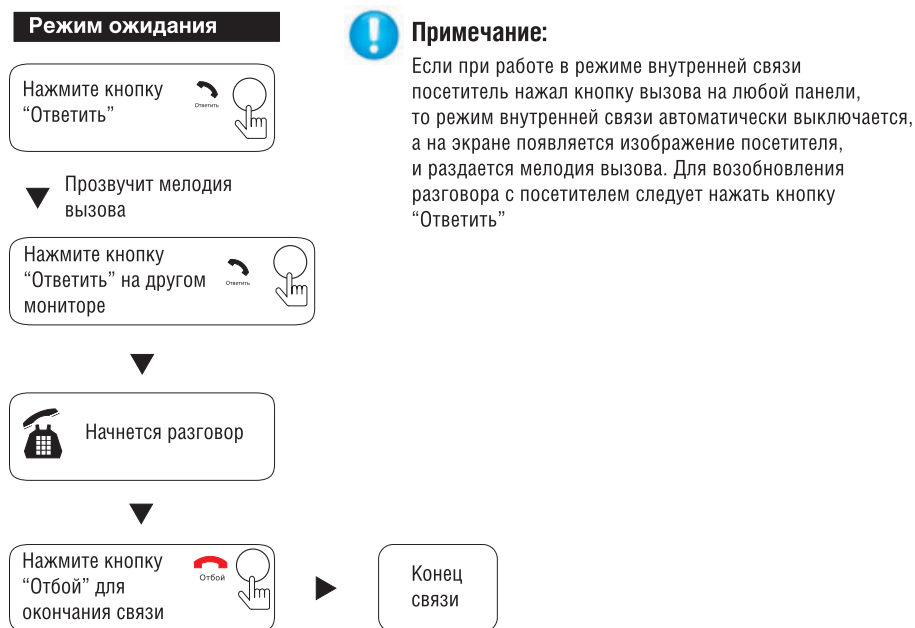 Режим ожидания
Нажмите кнопку
“Ответить”
Ответить
Прозвучит мелодия
вызова
Нажмите кнопку
“Ответить” на другом
мониторе
Ответить
Начнется разговор
Нажмите кнопку
“Отбой” для
окончания связи
Отбой
Конец
связи
Примечание:
Если при работе в режиме внутренней связи
посетитель нажал кнопку вызова на любой панели,
то режим внутренней связи автоматически выключается,
а на экране появляется изображение посетителя,
и раздается мелодия вызова. Для возобновления
разговора с посетителем следует нажать кнопку
“Ответить”